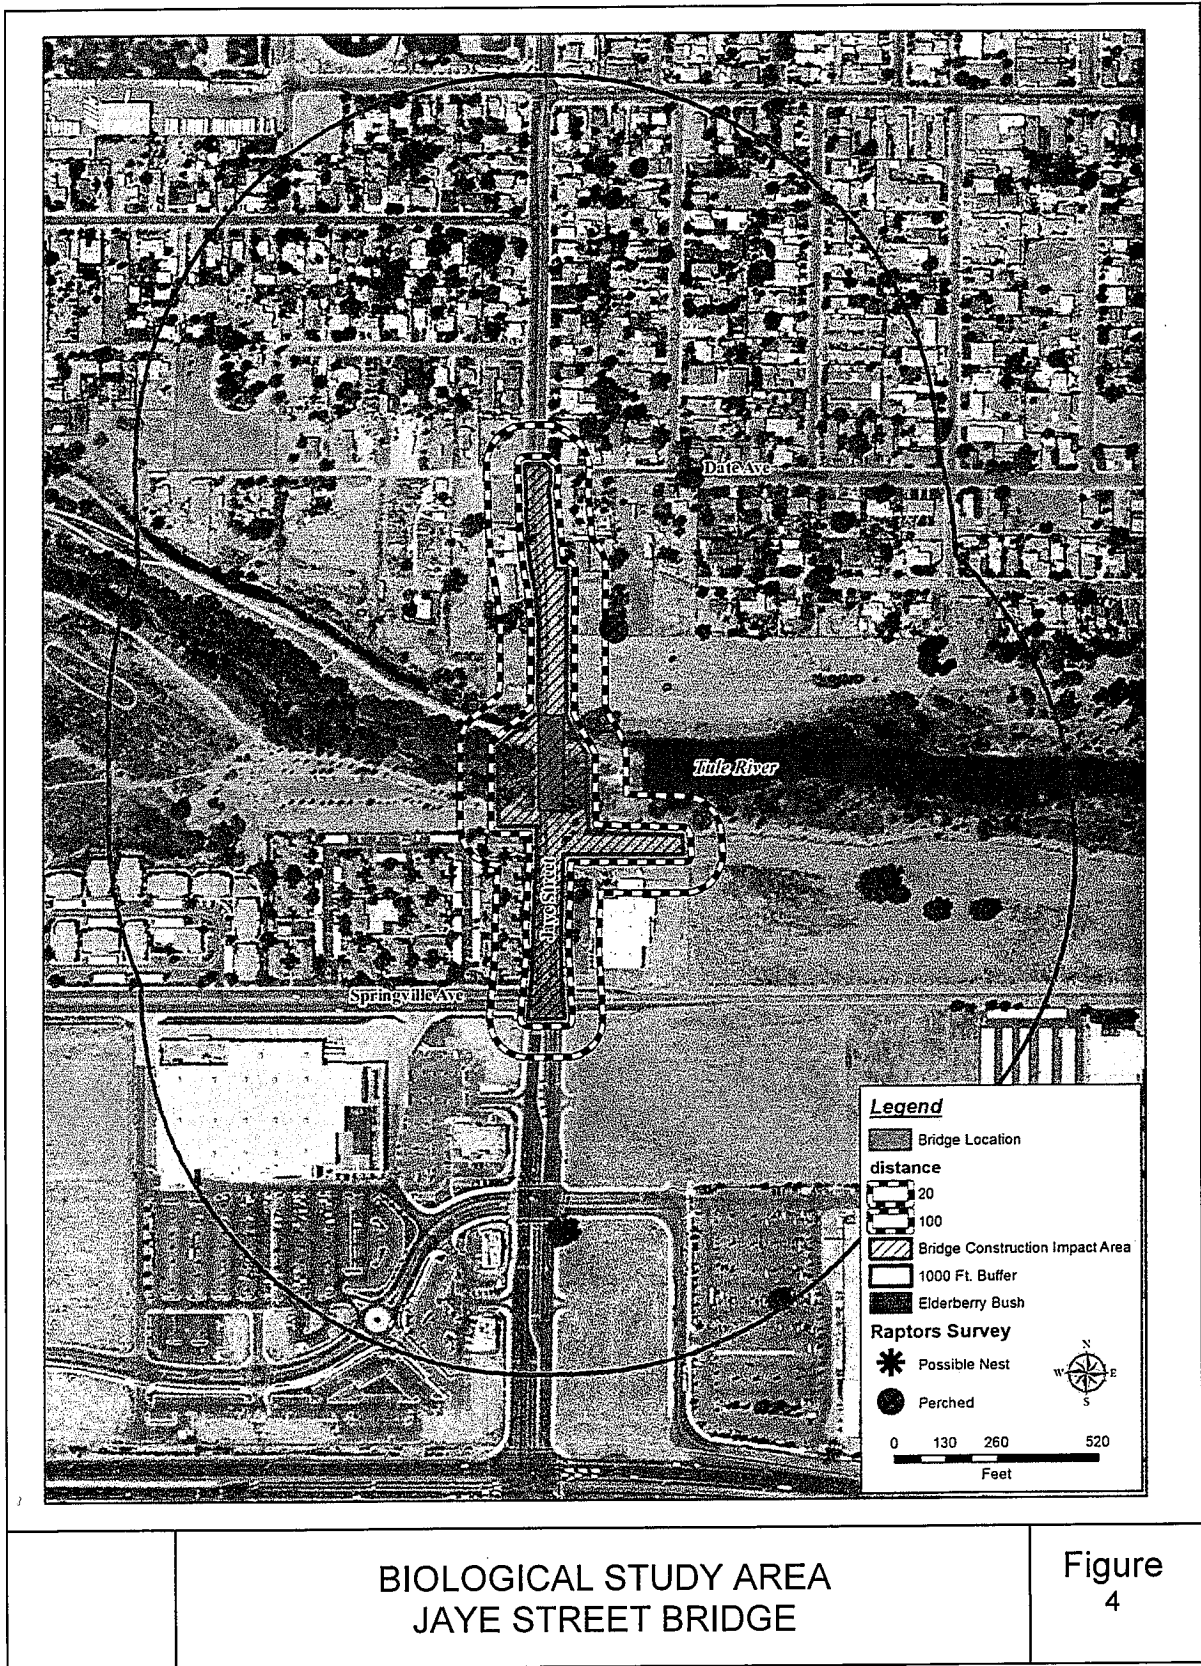 Date Ave
Tule River
Jaye Street
Springville Ave
Legend
Bridge Location
distance
20
100
Bridge Construction Impact Area
1000 Ft. Buffer
Elderberry Bush
Raptors Survey
Possible Nest
Perched
N
W E
S
0 130 260 520
Feet
BIOLOGICAL STUDY AREA
JAYE STREET BRIDGE
Figure
4